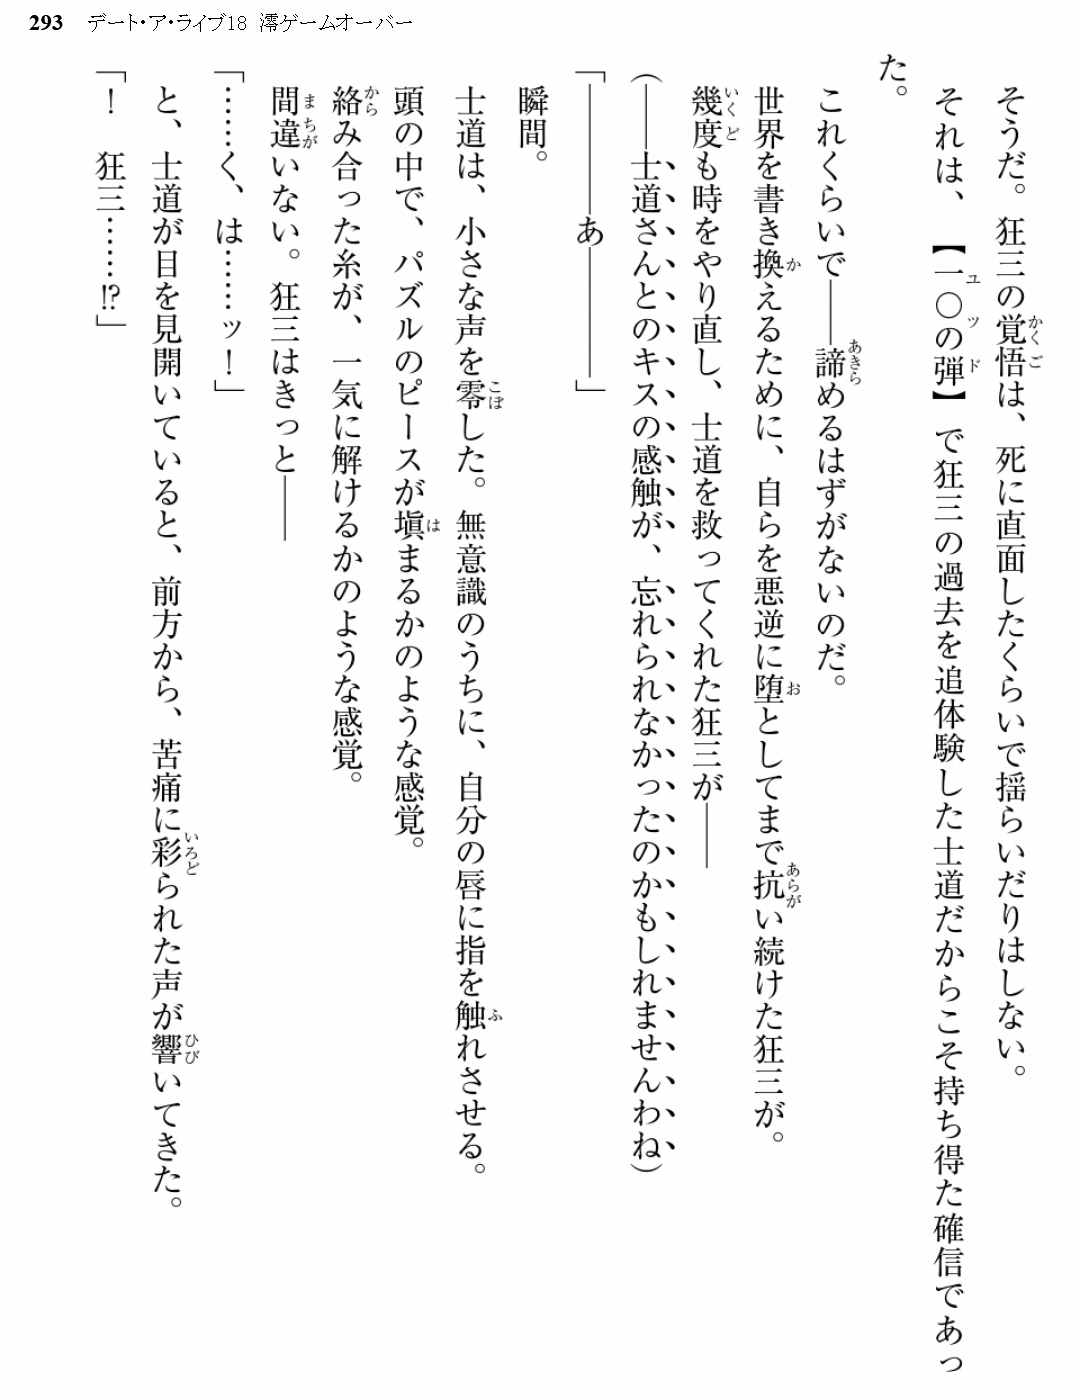 293 デート・ア・ライブ18 澪ゲームオーバー
そうだ。狂三の覚悟は、死に直面したくらいで揺らいだりはしない。
それは、【一〇の弾】で狂三の過去を追体験した士道だからこそ持ち得た確信であっ
た。
これくらいで――諦めるはずがないのだ。
世界を書き換えるために、自らを悪逆に堕としてまで抗い続けた狂三が。
幾度も時をやり直し、士道を救ってくれた狂三が――
(――士道さんとのキスの感触が、忘れられなかったのかもしれませんわね)
「――――あ――――」
瞬間。
士道は、小さな声を零した。無意識のうちに、自分の唇に指を触れさせる。
頭の中で、パズルのピースが塡まるかのような感覚。
絡み合った糸が、一気に解けるかのような感覚。
間違いない。狂三はきっと――
「……く、は……ッ!」
と、士道が目を見開いていると、前方から、苦痛に彩られた声が響いてきた。
「! 狂三……⁉」